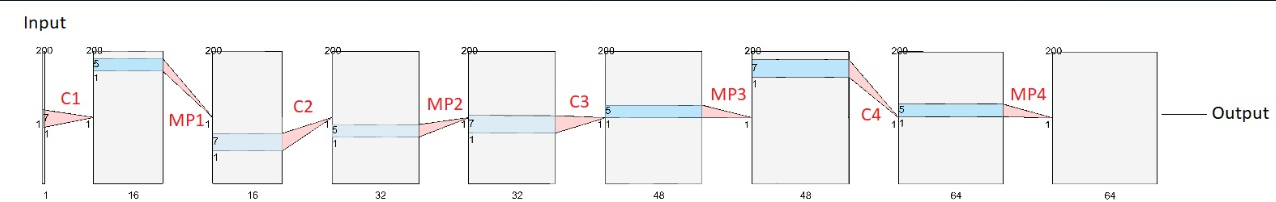 Input
200 200 200 200 200 200 200 200 200
C1 MP1 C2 MP2 C3 MP3 C4 MP4
7 5 7 5 7 5 7 5
1 1 1 1 1 1 1 1
1 1 1 1 1 1 1 1 1
Output
1 16 16 32 32 48 48 64 64